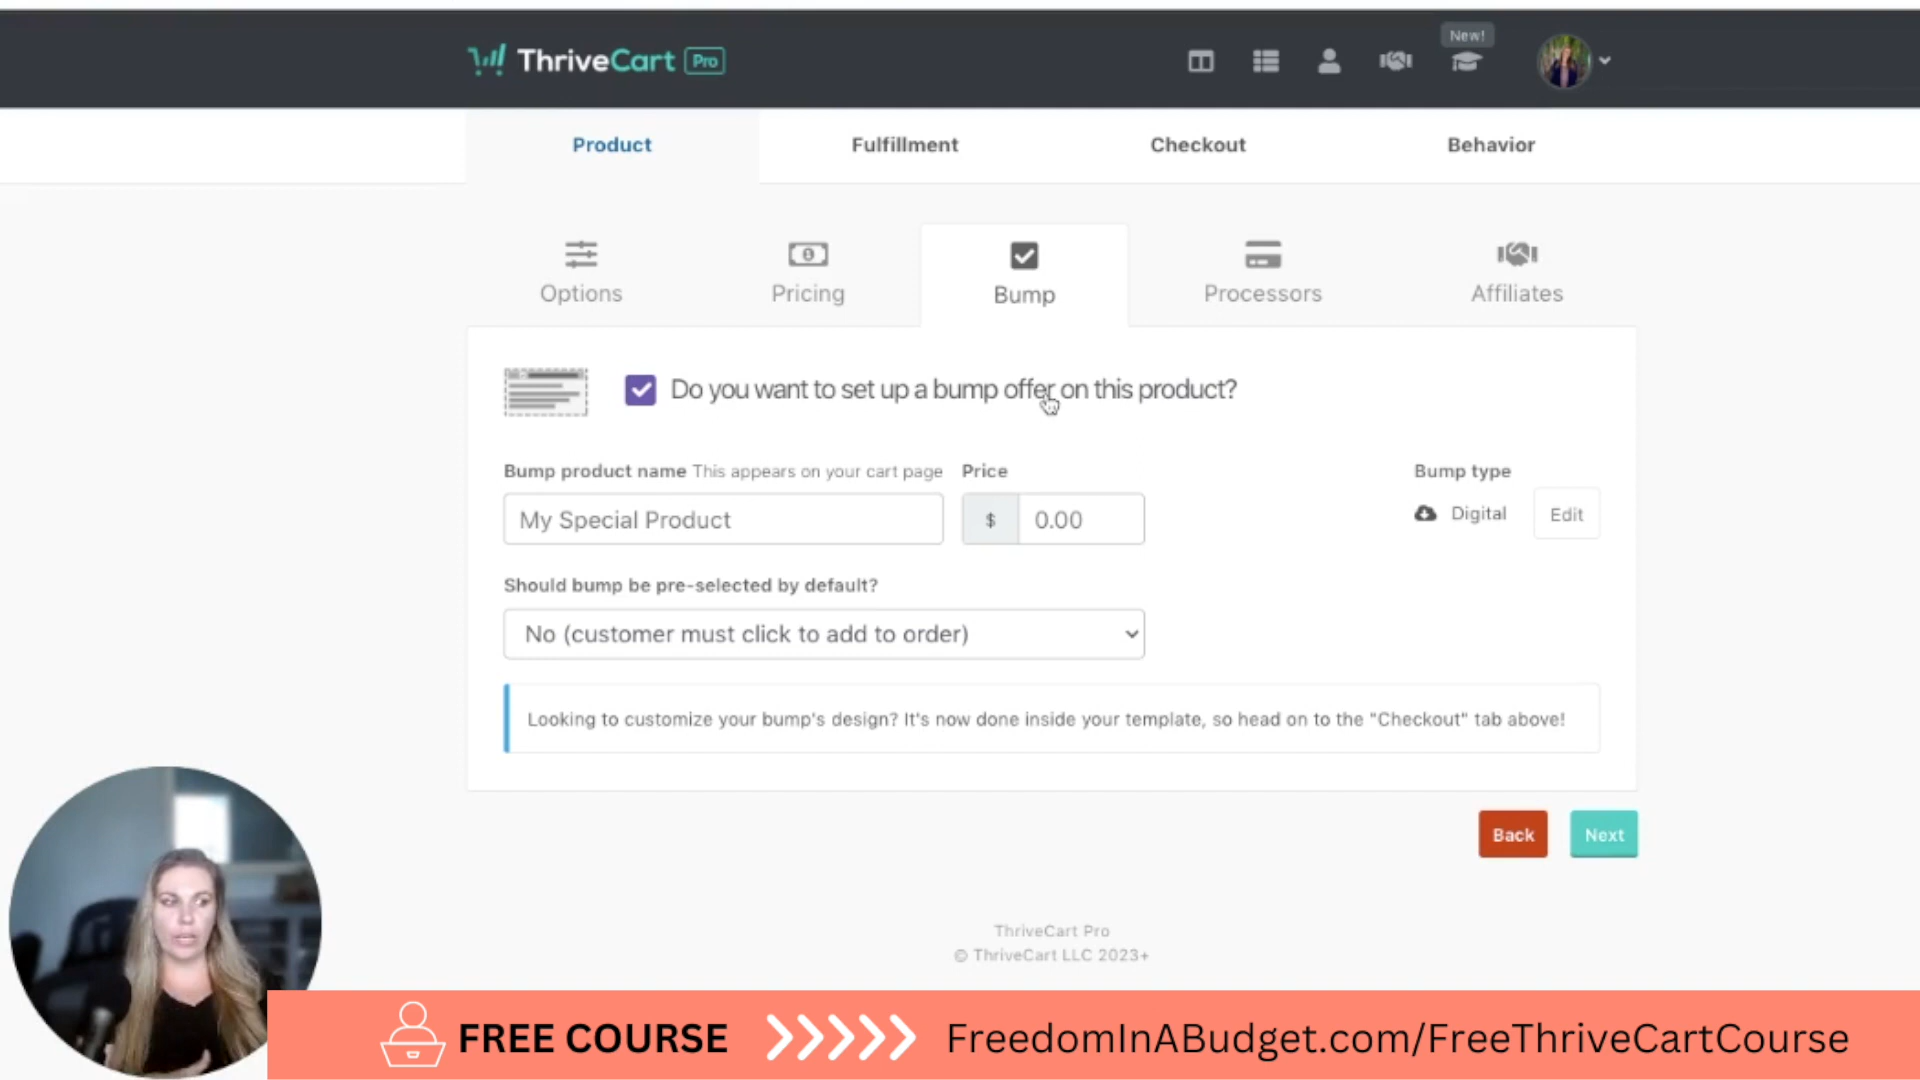 ThriveCart Pro
New!
Product Fulfillment Checkout Behavior
Options Pricing Bump Processors Affiliates
Do you want to set up a bump offer on this product?
Bump product name This appears on your cart page Price Bump type
My Special Product $ 0.00 Digital Edit
Should bump be pre-selected by default?
No (customer must click to add to order)
Looking to customize your bump's design? It's now done inside your template, so head on to the "Checkout" tab above!
Back Next
ThriveCart Pro
© ThriveCart LLC 2023+
FREE COURSE FreedomInABudget.com/FreeThriveCartCourse